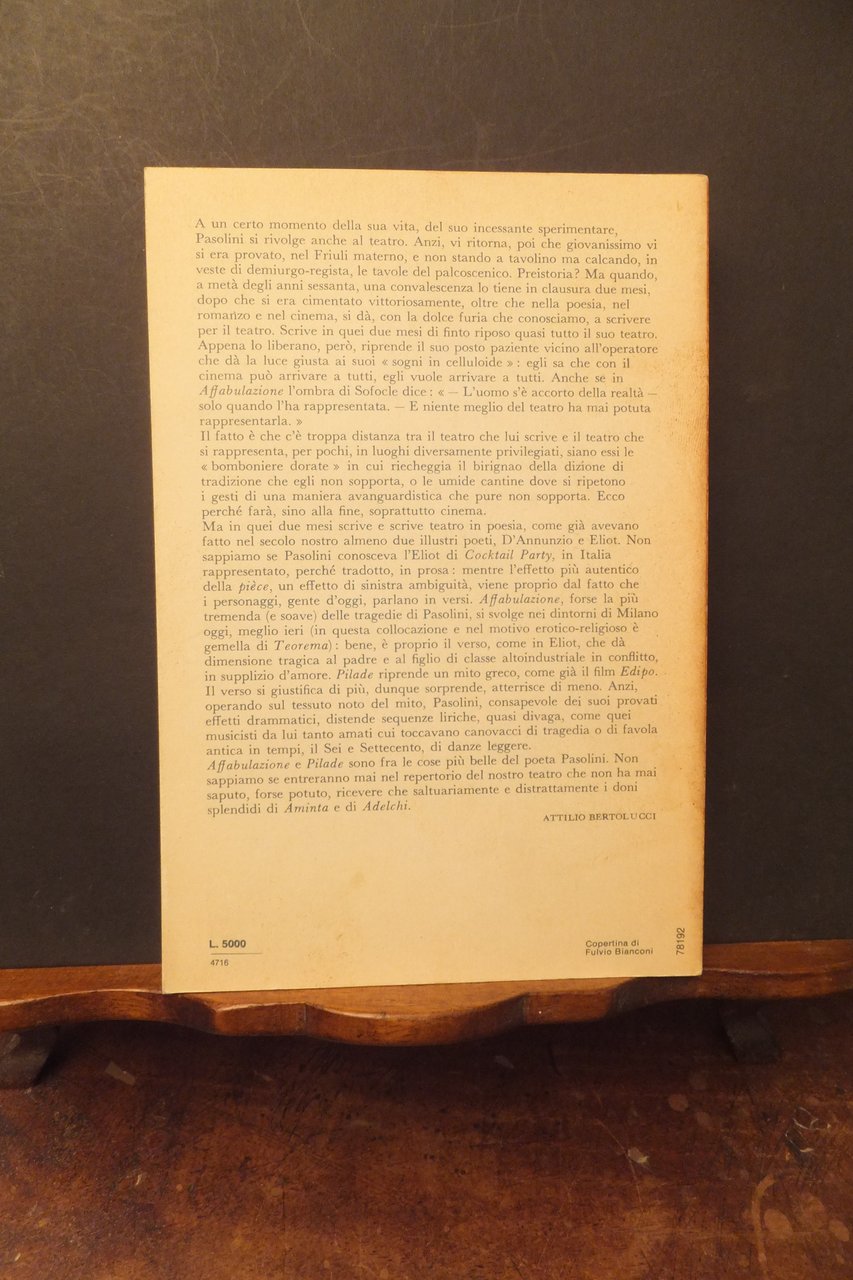 A un certo momento della sua vita, del suo incessante sperimentare,
Pasolini si rivolge anche al teatro. Anzi, vi ritorna, poi che giovanissimo vi
si era provato, nel Friuli materno, e non stando a tavolino ma calcando, in
veste di demiurgo-regista, le tavole del palcoscenico. Preistoria? Ma quando,
a metà degli anni sessanta, una convalescenza lo tiene in clausura due mesi,
dopo che si era cimentato vittoriosamente, oltre che nella poesia, nel
romanzo e nel cinema, si dà, con la dolce furia che conosciamo, a scrivere
per il teatro. Scrive in quei due mesi di finto riposo quasi tutto il suo teatro.
Appena lo liberano, però, riprende il suo posto paziente vicino all'operatore
che dà la luce giusta ai suoi « sogni in celluloide » : egli sa che con il
cinema può arrivare a tutti, egli vuole arrivare a tutti. Anche se in
Affabulazione l'ombra di Sofocle dice : « — L'uomo s'è accorto della realtà —
solo quando l'ha rappresentata. — E niente meglio del teatro ha mai potuta
rappresentarla. »
Il fatto è che c'è troppa distanza tra il teatro che lui scrive e il teatro che
si rappresenta, per pochi, in luoghi diversamente privilegiati, siano essi le
« bomboniere dorate » in cui riecheggia il birignao della dizione di
tradizione che egli non sopporta, o le umide cantine dove si ripetono
i gesti di una maniera avanguardistica che pure non sopporta. Ecco
perché farà, sino alla fine, soprattutto cinema.
Ma in quei due mesi scrive e scrive teatro in poesia, come già avevano
fatto nel secolo nostro almeno due illustri poeti, D'Annunzio e Eliot. Non
sappiamo se Pasolini conosceva l'Eliot di Cocktail Party, in Italia
rappresentato, perché tradotto, in prosa : mentre l'effetto più autentico
della pièce, un effetto di sinistra ambiguità, viene proprio dal fatto che
i personaggi, gente d'oggi, parlano in versi. Affabulazione, forse la più
tremenda (e soave) delle tragedie di Pasolini, si svolge nei dintorni di Milano
oggi, meglio ieri (in questa collocazione e nel motivo erotico-religioso è
gemella di Teorema) : bene, è proprio il verso, come in Eliot, che dà
dimensione tragica al padre e al figlio di classe altoindustriale in conflitto,
in supplizio d'amore. Pilade riprende un mito greco, come già il film Edipo.
Il verso si giustifica di più, dunque sorprende, atterrisce di meno. Anzi,
operando sul tessuto noto del mito, Pasolini, consapevole dei suoi provati
effetti drammatici, distende sequenze liriche, quasi divaga, come quei
musicisti da lui tanto amati cui toccavano canovacci di tragedia o di favola
antica in tempi, il Sei e Settecento, di danze leggere.
Affabulazione e Pilade sono fra le cose più belle del poeta Pasolini. Non
sappiamo se entreranno mai nel repertorio del nostro teatro che non ha mai
saputo, forse potuto, ricevere che saltuariamente e distrattamente i doni
splendidi di Aminta e di Adelchi.
ATTILIO BERTOLUCCI
L. 5000
4716
Copertina di
Fulvio Bianconi
78192